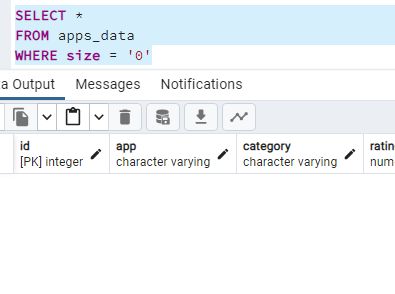 SELECT *
FROM apps_data
WHERE size = '0'
a Output Messages Notifications
id app category ratin
[PK] integer character varying character varying num